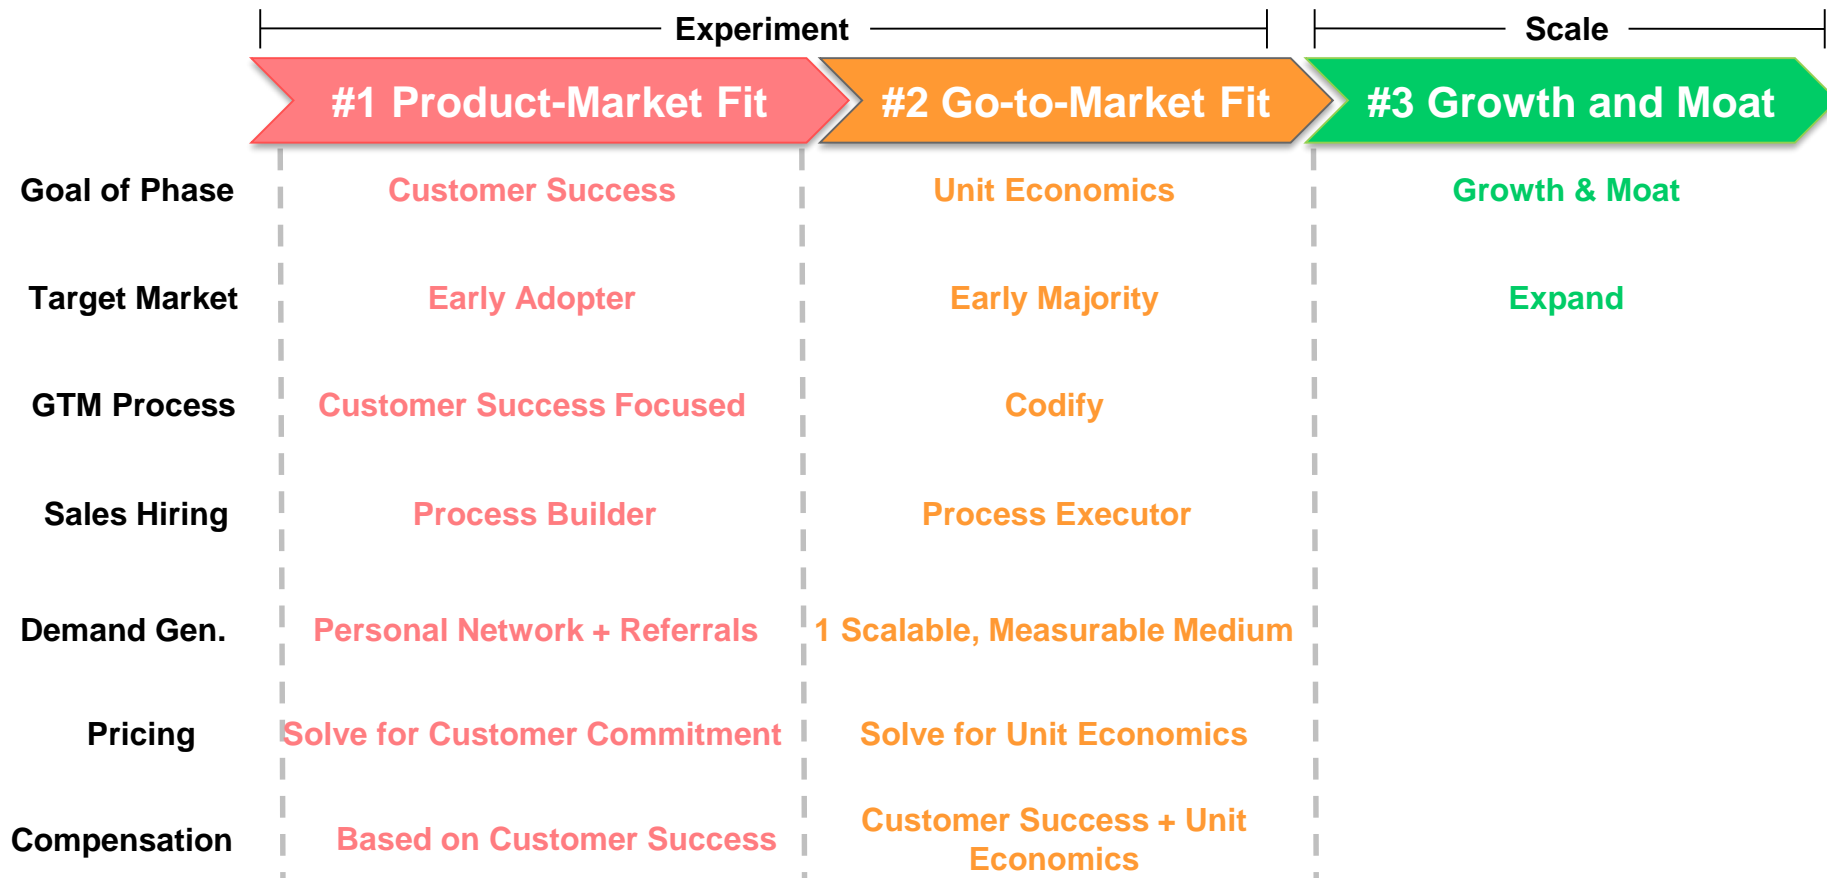 Experiment
Scale
#1 Product-Market Fit
#2 Go-to-Market Fit
#3 Growth and Moat
Goal of Phase
Customer Success
Unit Economics
Growth & Moat
Target Market
Early Adopter
Early Majority
Expand
GTM Process
Customer Success Focused
Codify
Sales Hiring
Process Builder
Process Executor
Demand Gen.
Personal Network + Referrals
1 Scalable, Measurable Medium
Pricing
Solve for Customer Commitment
Solve for Unit Economics
Compensation
Based on Customer Success
Customer Success + Unit
Economics